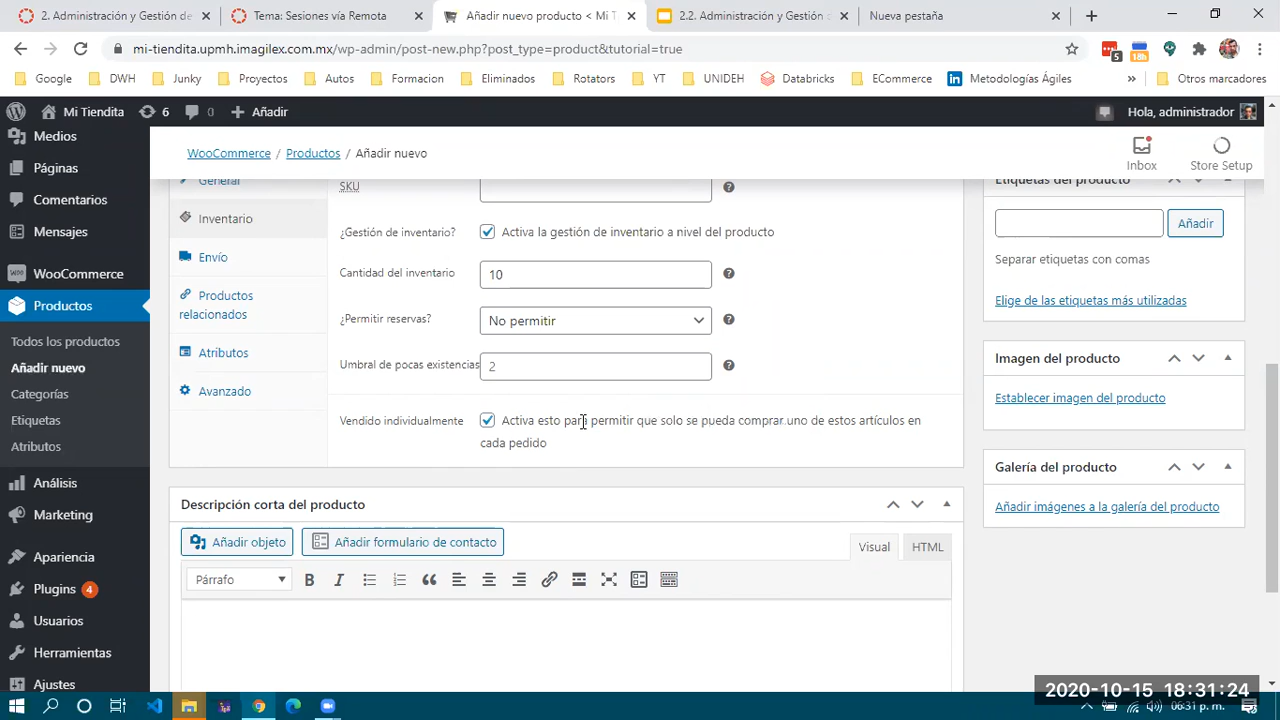 2. Administración y Gestión de
Tema: Sesiones vía Remota
Añadir nuevo producto < Mi T
2.2. Administración y Gestión d
Nueva pestaña
mi-tiendita.upmh.imagilex.com.mx/wp-admin/post-new.php?post_type=product&tutorial=true
5
18h
Google
DWH
Junky
Proyectos
Autos
Formacion
Eliminados
Rotators
YT
UNIDEH
Databricks
ECommerce
Metodologías Ágiles
»
Otros marcadores
Mi Tiendita
6
0
Añadir
Hola, administrador
Medios
Páginas
Comentarios
Mensajes
WooCommerce
Productos
Todos los productos
Añadir nuevo
Categorías
Etiquetas
Atributos
Análisis
Marketing
Apariencia
Plugins 4
Usuarios
Herramientas
Ajustes
WooCommerce / Productos / Añadir nuevo
Inbox
Store Setup
General
Inventario
Envío
Productos
relacionados
Atributos
Avanzado
SKU
¿Gestión de inventario?
Activa la gestión de inventario a nivel del producto
Cantidad del inventario
10
¿Permitir reservas?
No permitir
Umbral de pocas existencias
2
Vendido individualmente
Activa esto para permitir que solo se pueda comprar uno de estos artículos en
cada pedido
Descripción corta del producto
Añadir objeto
Añadir formulario de contacto
Visual
HTML
Párrafo
B
I
Etiquetas del producto
Añadir
Separar etiquetas con comas
Elige de las etiquetas más utilizadas
Imagen del producto
Establecer imagen del producto
Galería del producto
Añadir imágenes a la galería del producto
2020-10-15 18:31:24
06:31 p. m.